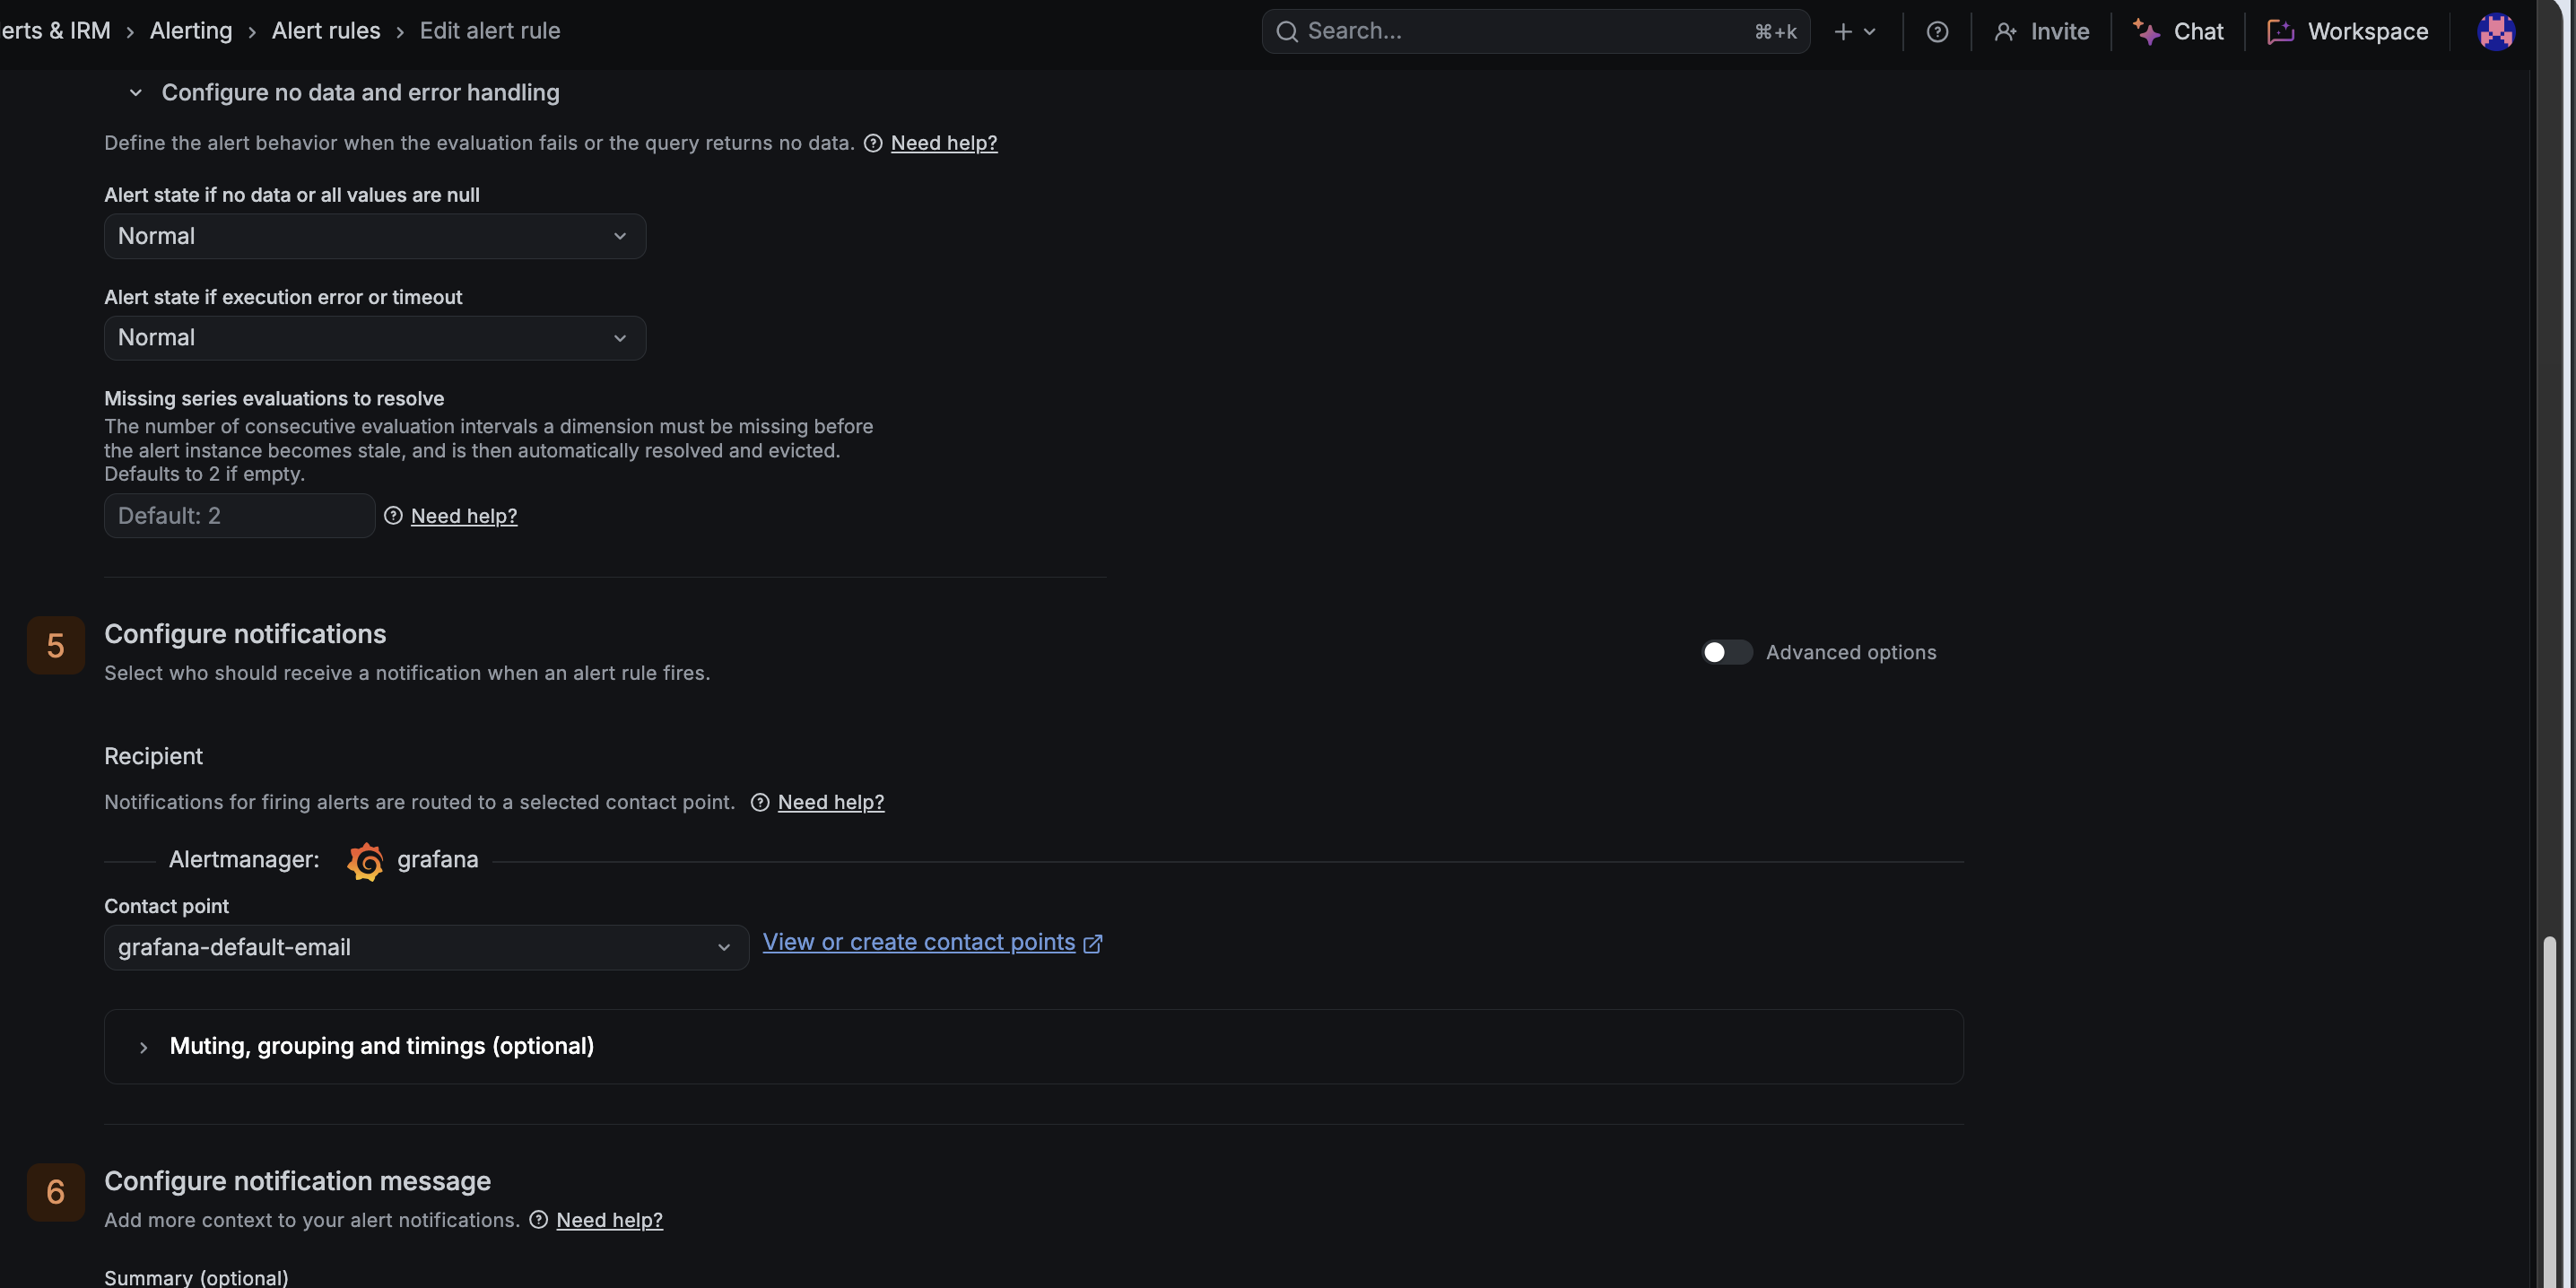 erts & IRM › Alerting › Alert rules › Edit alert rule
Search... ⌘+k
Invite
Chat
Workspace
Configure no data and error handling
Define the alert behavior when the evaluation fails or the query returns no data. Need help?
Alert state if no data or all values are null
Normal
Alert state if execution error or timeout
Normal
Missing series evaluations to resolve
The number of consecutive evaluation intervals a dimension must be missing before
the alert instance becomes stale, and is then automatically resolved and evicted.
Defaults to 2 if empty.
Default: 2 Need help?
5 Configure notifications
Select who should receive a notification when an alert rule fires.
Advanced options
Recipient
Notifications for firing alerts are routed to a selected contact point. Need help?
Alertmanager: grafana
Contact point
grafana-default-email View or create contact points
Muting, grouping and timings (optional)
6 Configure notification message
Add more context to your alert notifications. Need help?
Summary (optional)